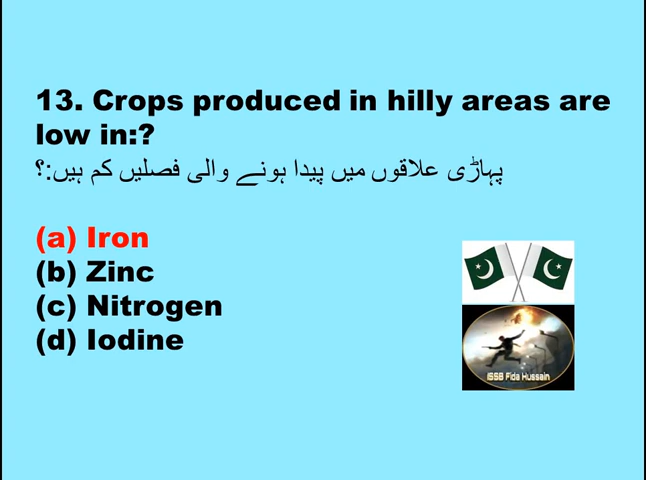 13. Crops produced in hilly areas are
low in:?
پہاڑی علاقوں میں پیدا ہونے والی فصلیں کم ہیں:؟
(a) Iron
(b) Zinc
(c) Nitrogen
(d) Iodine
ISSB Fida Hussain